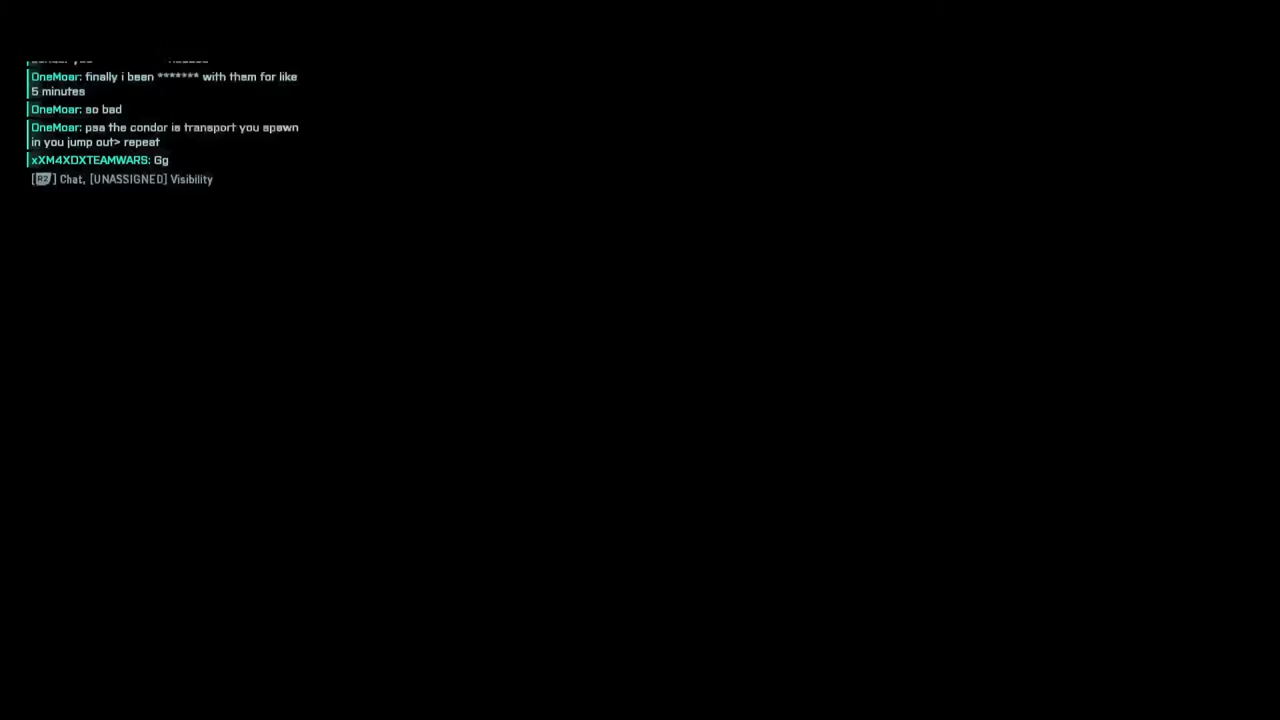 OneMoar: finally i been ******* with them for like
5 minutes
OneMoar: so bad
OneMoar: psa the condor is transport you spawn
in you jump out> repeat
xXM4XDXTEAMWARS: Gg
[R2] Chat, [UNASSIGNED] Visibility